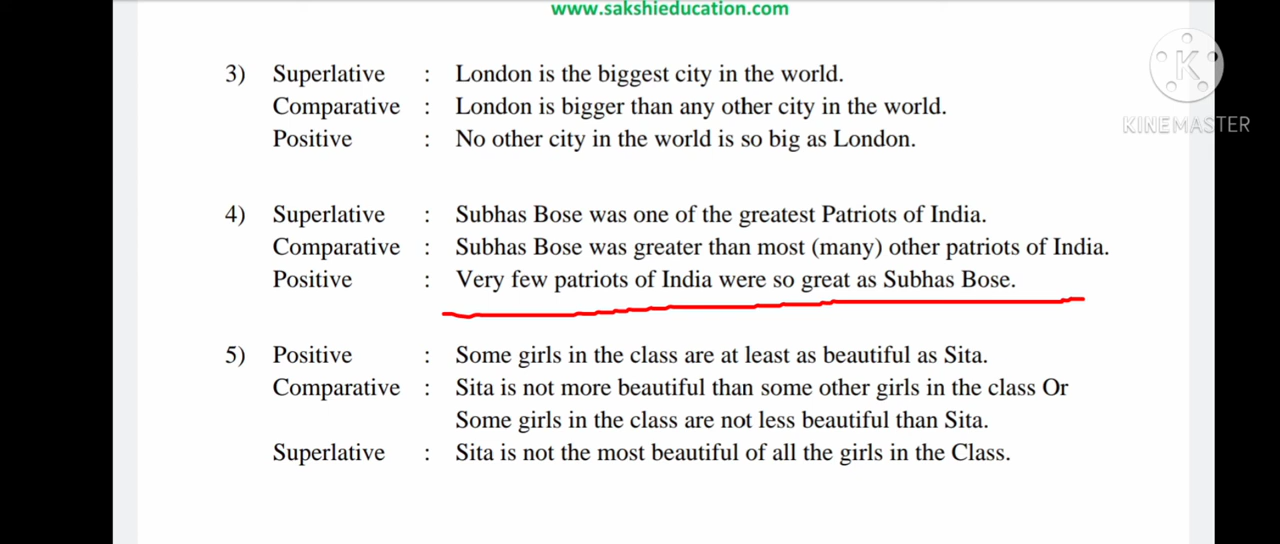 www.sakshieducation.com
3) Superlative : London is the biggest city in the world.
Comparative : London is bigger than any other city in the world.
Positive : No other city in the world is so big as London.
K
KINEMASTER
4) Superlative : Subhas Bose was one of the greatest Patriots of India.
Comparative : Subhas Bose was greater than most (many) other patriots of India.
Positive : Very few patriots of India were so great as Subhas Bose.
5) Positive : Some girls in the class are at least as beautiful as Sita.
Comparative : Sita is not more beautiful than some other girls in the class Or
Some girls in the class are not less beautiful than Sita.
Superlative : Sita is not the most beautiful of all the girls in the Class.